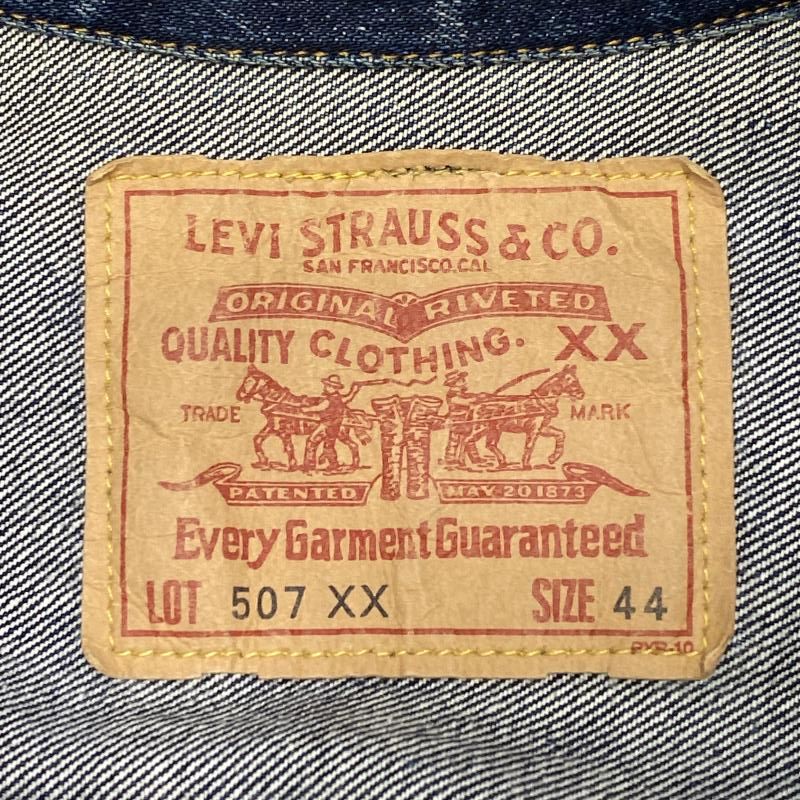 LEVI STRAUSS & CO.
SAN FRANCISCO.CAL
ORIGINAL RIVETED
QUALITY CLOTHING. XX
TRADE MARK
PATENTED MAY.20 1873
Every Garment Guaranteed
LOT 507 XX SIZE 44